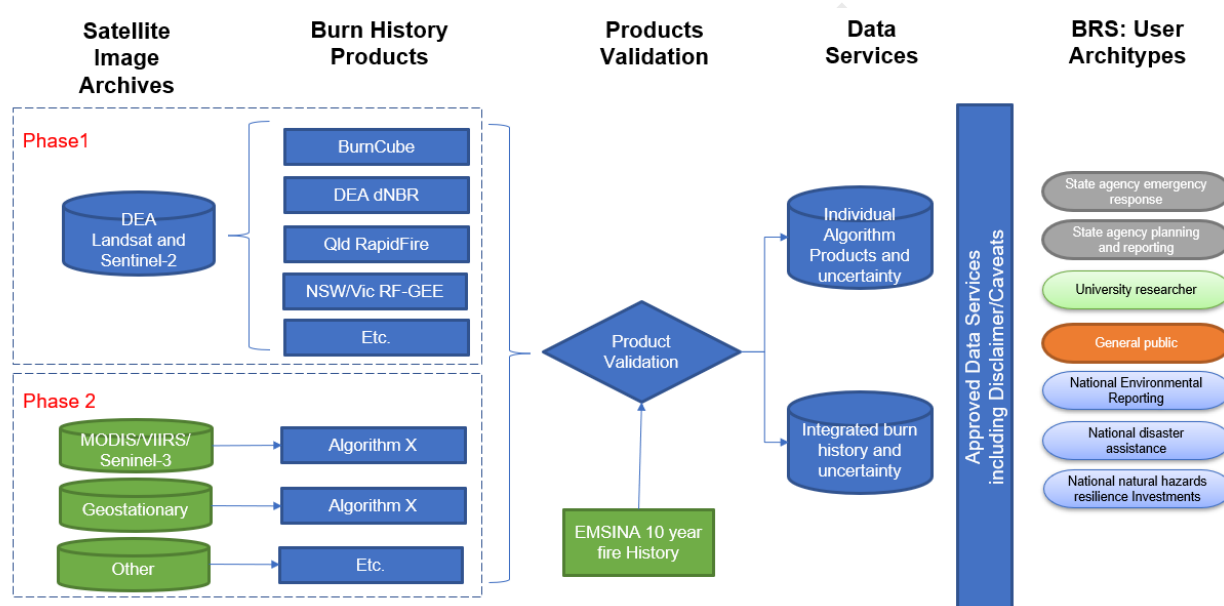 Satellite
Image
Archives
Burn History
Products
Products
Validation
Data
Services
BRS: User
Architypes
Phase1
DEA
Landsat and
Sentinel-2
BurnCube
DEA dNBR
Qld RapidFire
NSW/Vic RF-GEE
Etc.
Phase 2
MODIS/VIIRS/
Seninel-3
Geostationary
Other
Algorithm X
Algorithm X
Etc.
Product
Validation
EMSINA 10 year
fire History
Individual
Algorithm
Products and
uncertainty
Integrated burn
history and
uncertainty
Approved Data Services
including Disclaimer/Caveats
State agency emergency
response
State agency planning
and reporting
University researcher
General public
National Environmental
Reporting
National disaster
assistance
National natural hazards
resilience Investments